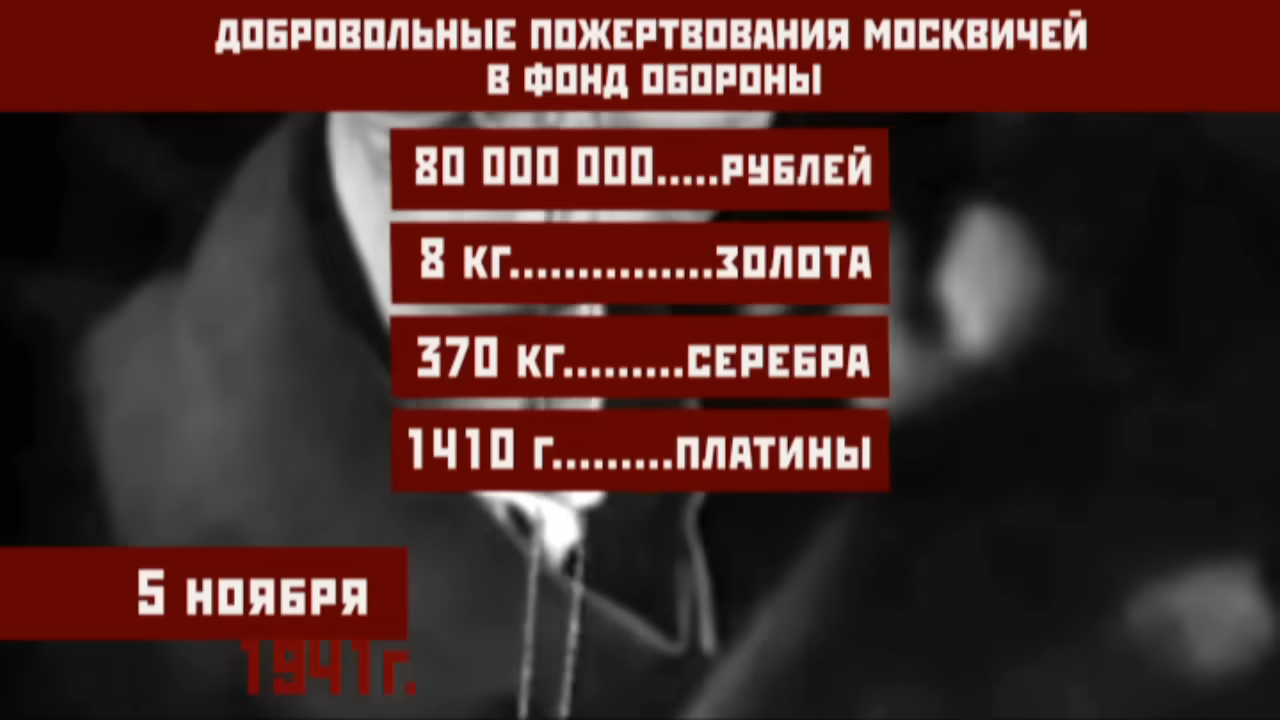 ДОБРОВОЛЬНЫЕ ПОЖЕРТВОВАНИЯ МОСКВИЧЕЙ
В ФОНД ОБОРОНЫ
80 000 000.....РУБЛЕЙ
8 КГ...............ЗОЛОТА
370 КГ.........СЕРЕБРА
1410 Г.........ПЛАТИНЫ
5 НОЯБРЯ
1941г.